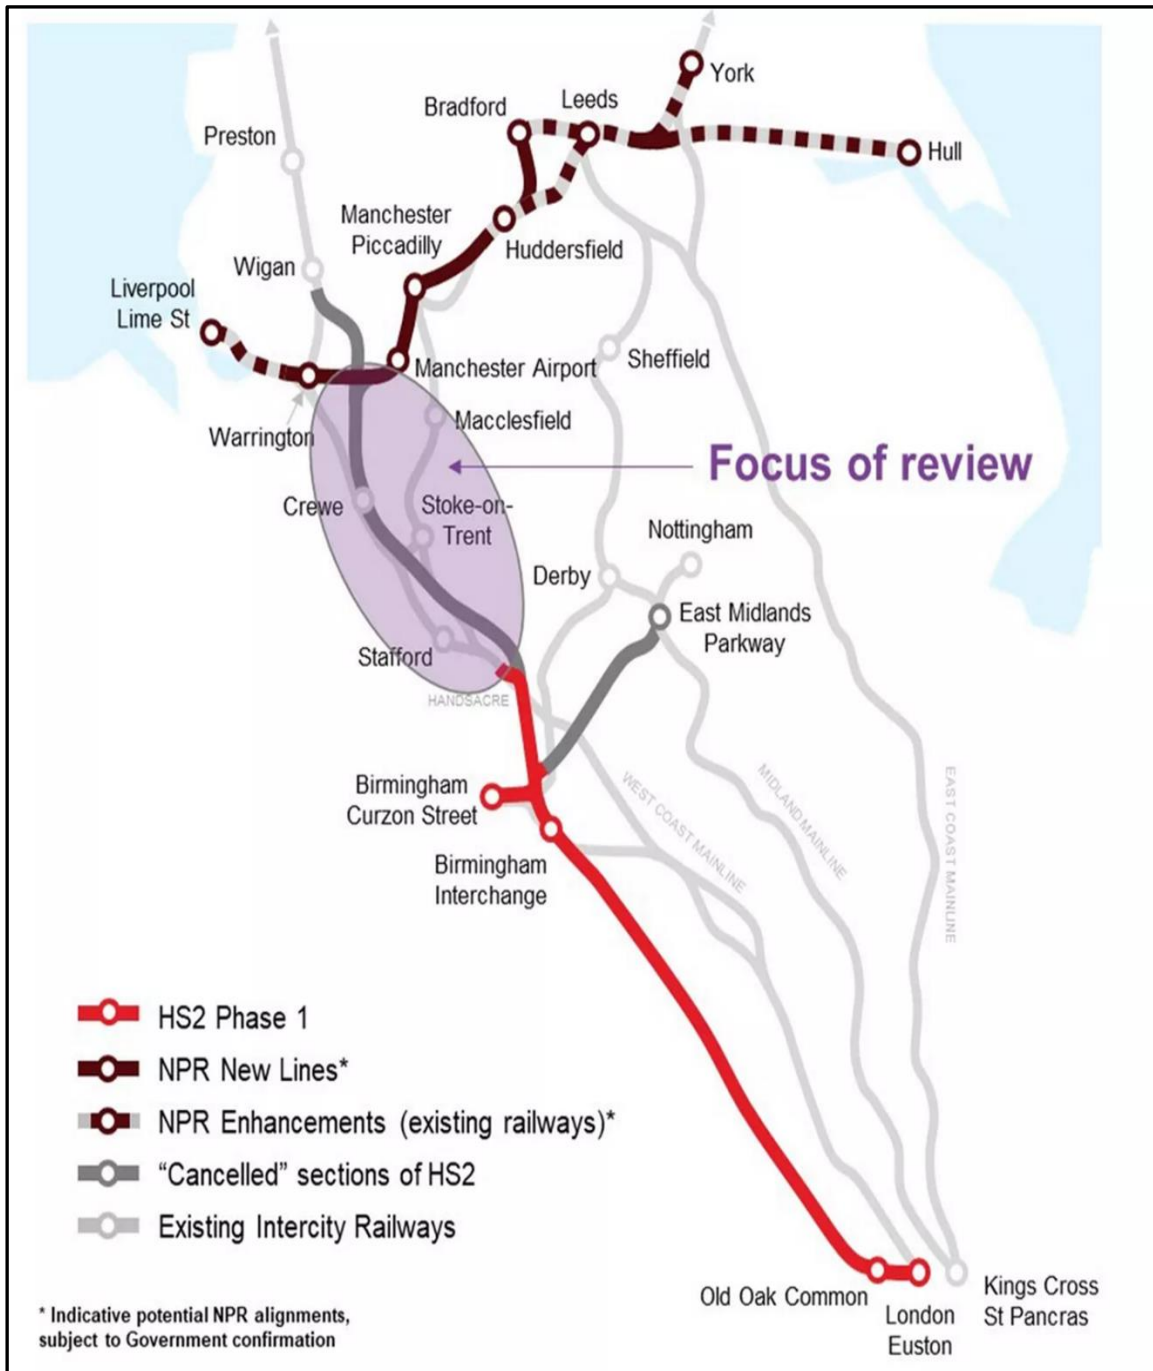 York
Leeds
Bradford
Preston
Hull
Manchester
Piccadilly
Huddersfield
Wigan
Liverpool
Lime St
Sheffield
Manchester Airport
Macclesfield
Warrington
Focus of review
Crewe
Stoke-on-
Trent
Nottingham
Derby
East Midlands
Parkway
Stafford
HANDSACRE
Birmingham
Curzon Street
WEST COAST MAINLINE
MIDLAND MAINLINE
EAST COAST MAINLINE
Birmingham
Interchange
HS2 Phase 1
NPR New Lines*
NPR Enhancements (existing railways)*
“Cancelled” sections of HS2
Existing Intercity Railways
Old Oak Common
London
Euston
Kings Cross
St Pancras
* Indicative potential NPR alignments,
subject to Government confirmation